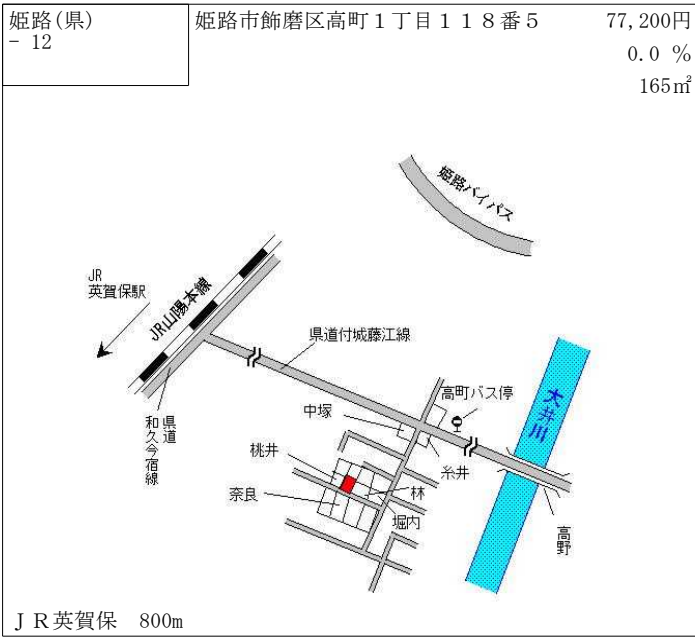 姫路(県)
- 12
姫路市飾磨区高町１丁目１１８番５
77,200円
0.0 %
165㎡
姫路バイパス
JR
英賀保駅
JR山陽本線
県道付城藤江線
県道
和久今宿線
高町バス停
中塚
糸井
大井川
桃井
林
奈良
堀内
高野
ＪＲ英賀保　800m